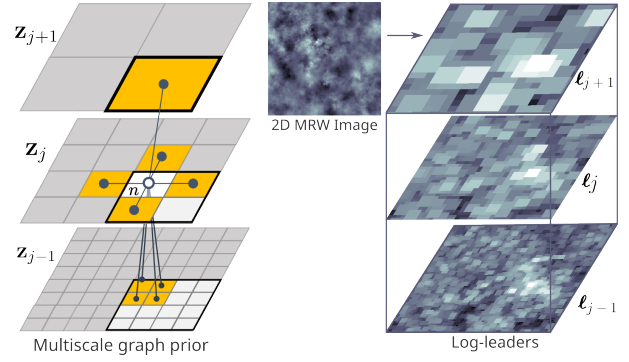 z_{j+1}
z_j
n
z_{j−1}
Multiscale graph prior
2D MRW Image
ℓ_{j+1}
ℓ_j
ℓ_{j−1}
Log-leaders